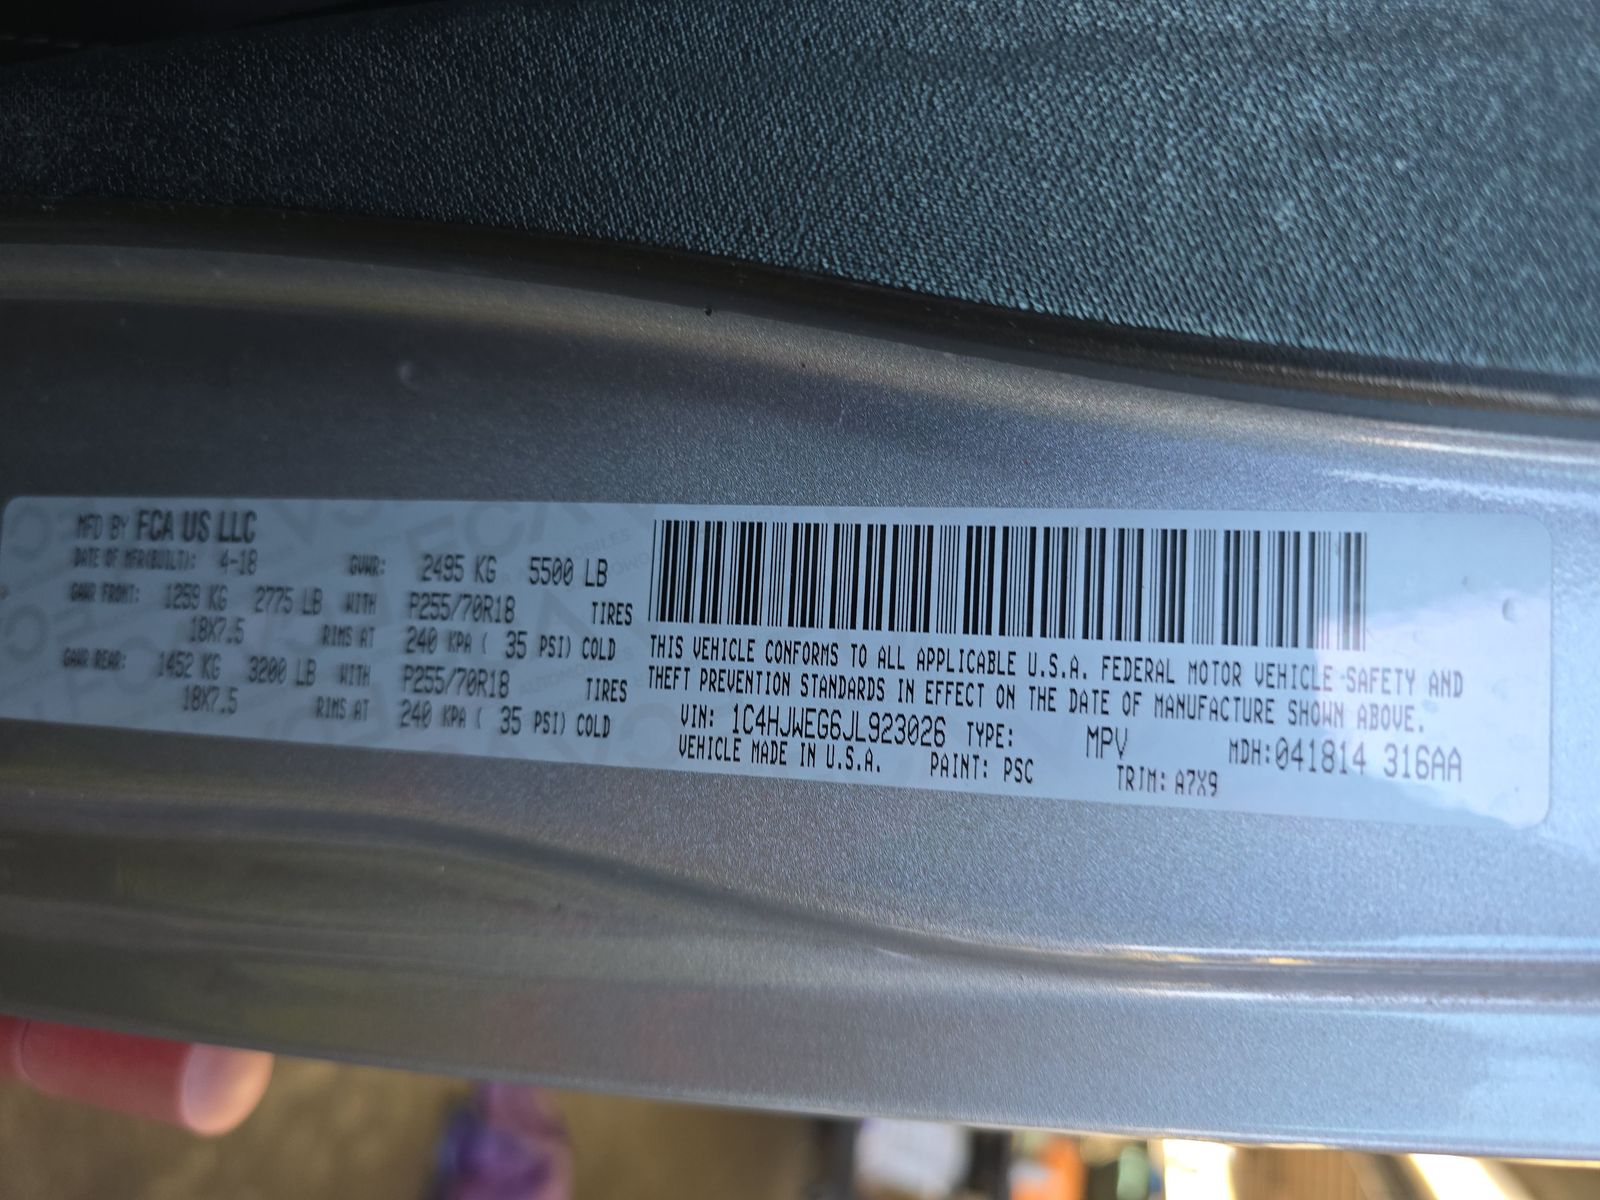 MFD BY FCA US LLC
DATE OF MFR(BUILT): 4-18 GVWR: 2495 KG 5500 LB
GAWR FRONT: 1259 KG 2775 LB WITH P255/70R18 TIRES
18X7.5 RIMS AT 240 KPA ( 35 PSI) COLD
GAWR REAR: 1452 KG 3200 LB WITH P255/70R18 TIRES
18X7.5 RIMS AT 240 KPA ( 35 PSI) COLD
THIS VEHICLE CONFORMS TO ALL APPLICABLE U.S.A. FEDERAL MOTOR VEHICLE SAFETY AND
THEFT PREVENTION STANDARDS IN EFFECT ON THE DATE OF MANUFACTURE SHOWN ABOVE.
VIN: 1C4HJWEG6JL923026 TYPE: MPV MDH:041814 316AA
VEHICLE MADE IN U.S.A. PAINT: PSC TRIM: A7X9